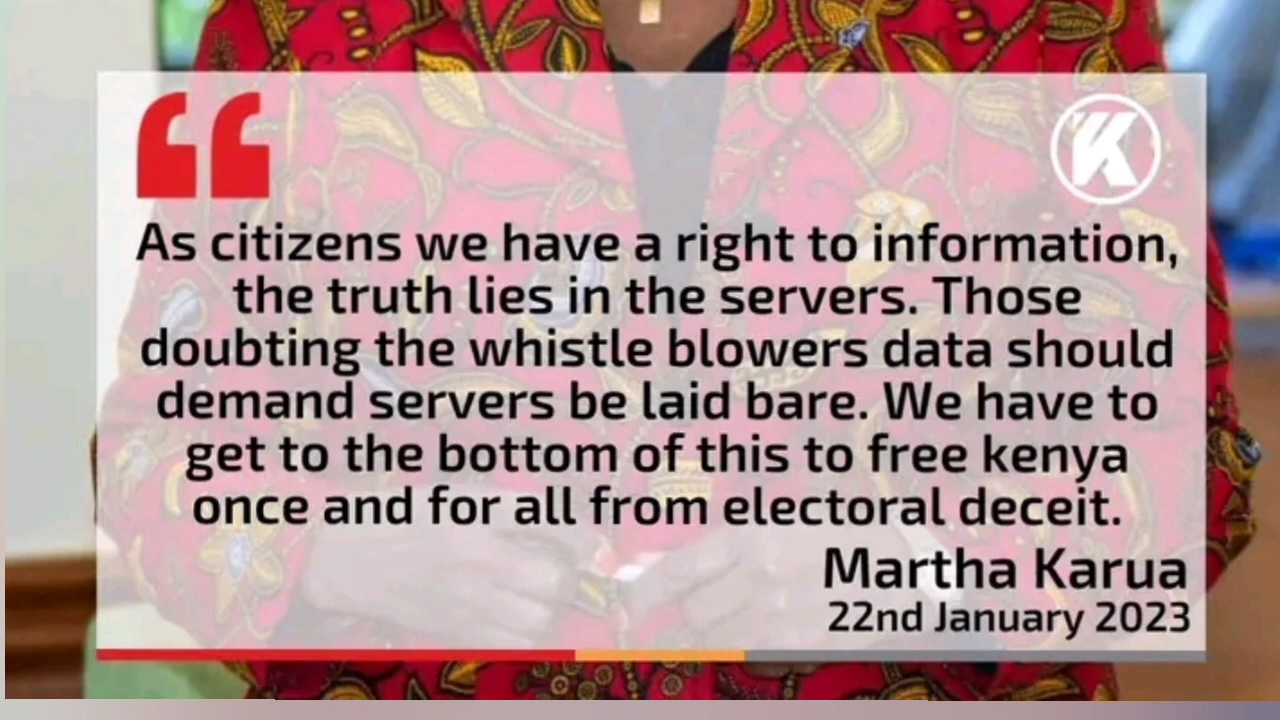 As citizens we have a right to information,
the truth lies in the servers. Those
doubting the whistle blowers data should
demand servers be laid bare. We have to
get to the bottom of this to free kenya
once and for all from electoral deceit.
Martha Karua
22nd January 2023